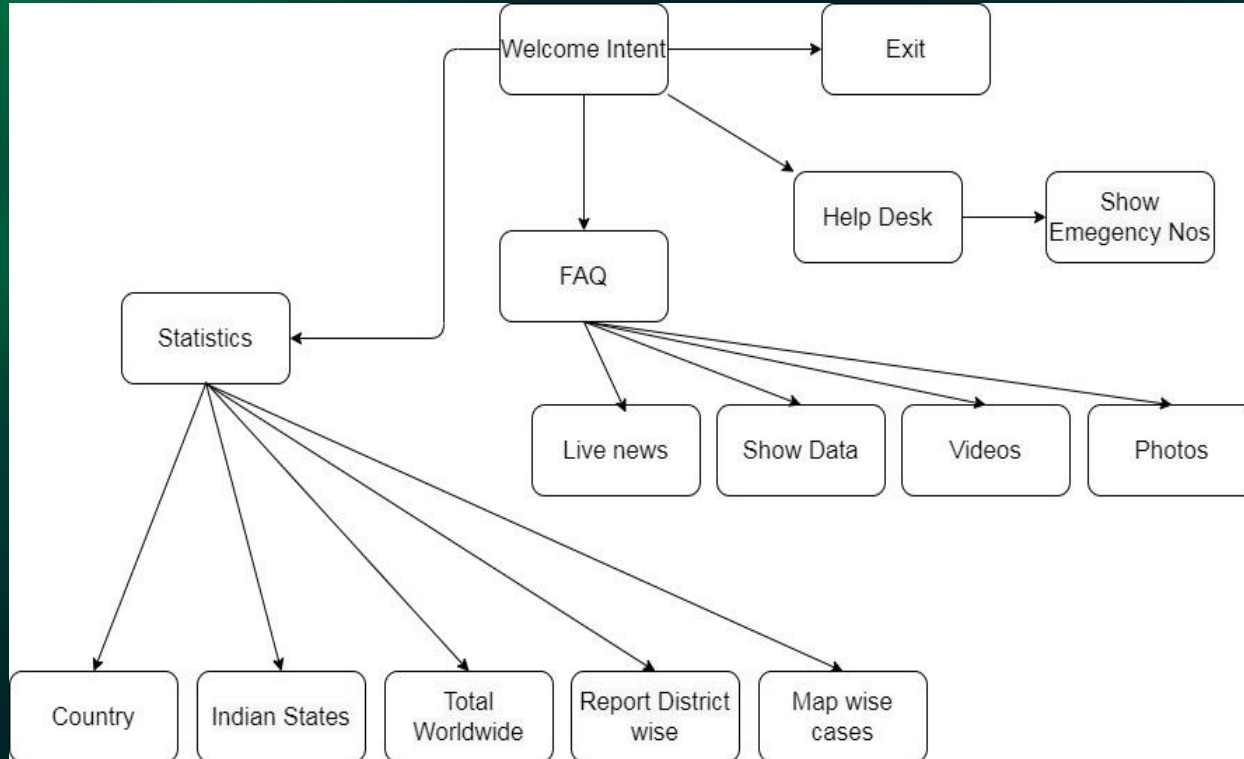 Welcome Intent
Exit
Help Desk
Show
Emegency Nos
FAQ
Statistics
Live news
Show Data
Videos
Photos
Country
Indian States
Total
Worldwide
Report District
wise
Map wise
cases